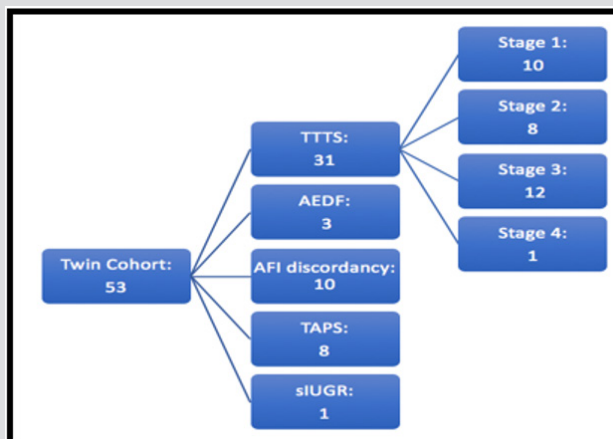 Twin Cohort:
53
TTTS:
31
AEDF:
3
AFI discordancy:
10
TAPS:
8
sIUGR:
1
Stage 1:
10
Stage 2:
8
Stage 3:
12
Stage 4:
1